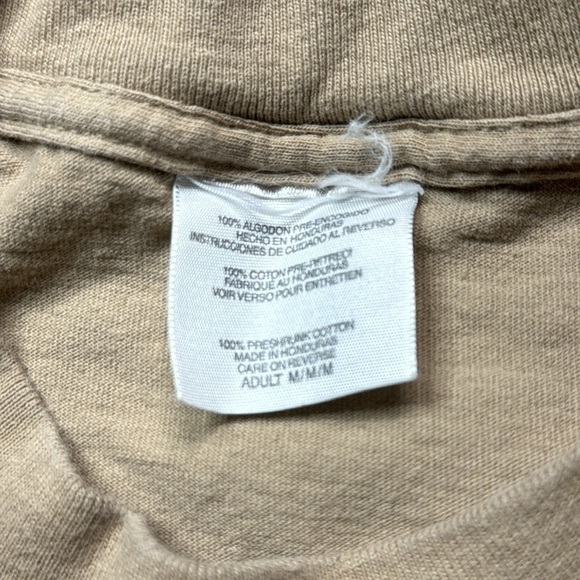 100% ALGODON PRE-ENCOGIDO
HECHO EN HONDURAS
INSTRUCCIONES DE CUIDADO AL REVERSO
100% COTON PRE-RETRECI
FABRIQUE AU HONDURAS
VOIR VERSO POUR ENTRETIEN
100% PRESHRUNK COTTON
MADE IN HONDURAS
CARE ON REVERSE
ADULT M/M/M